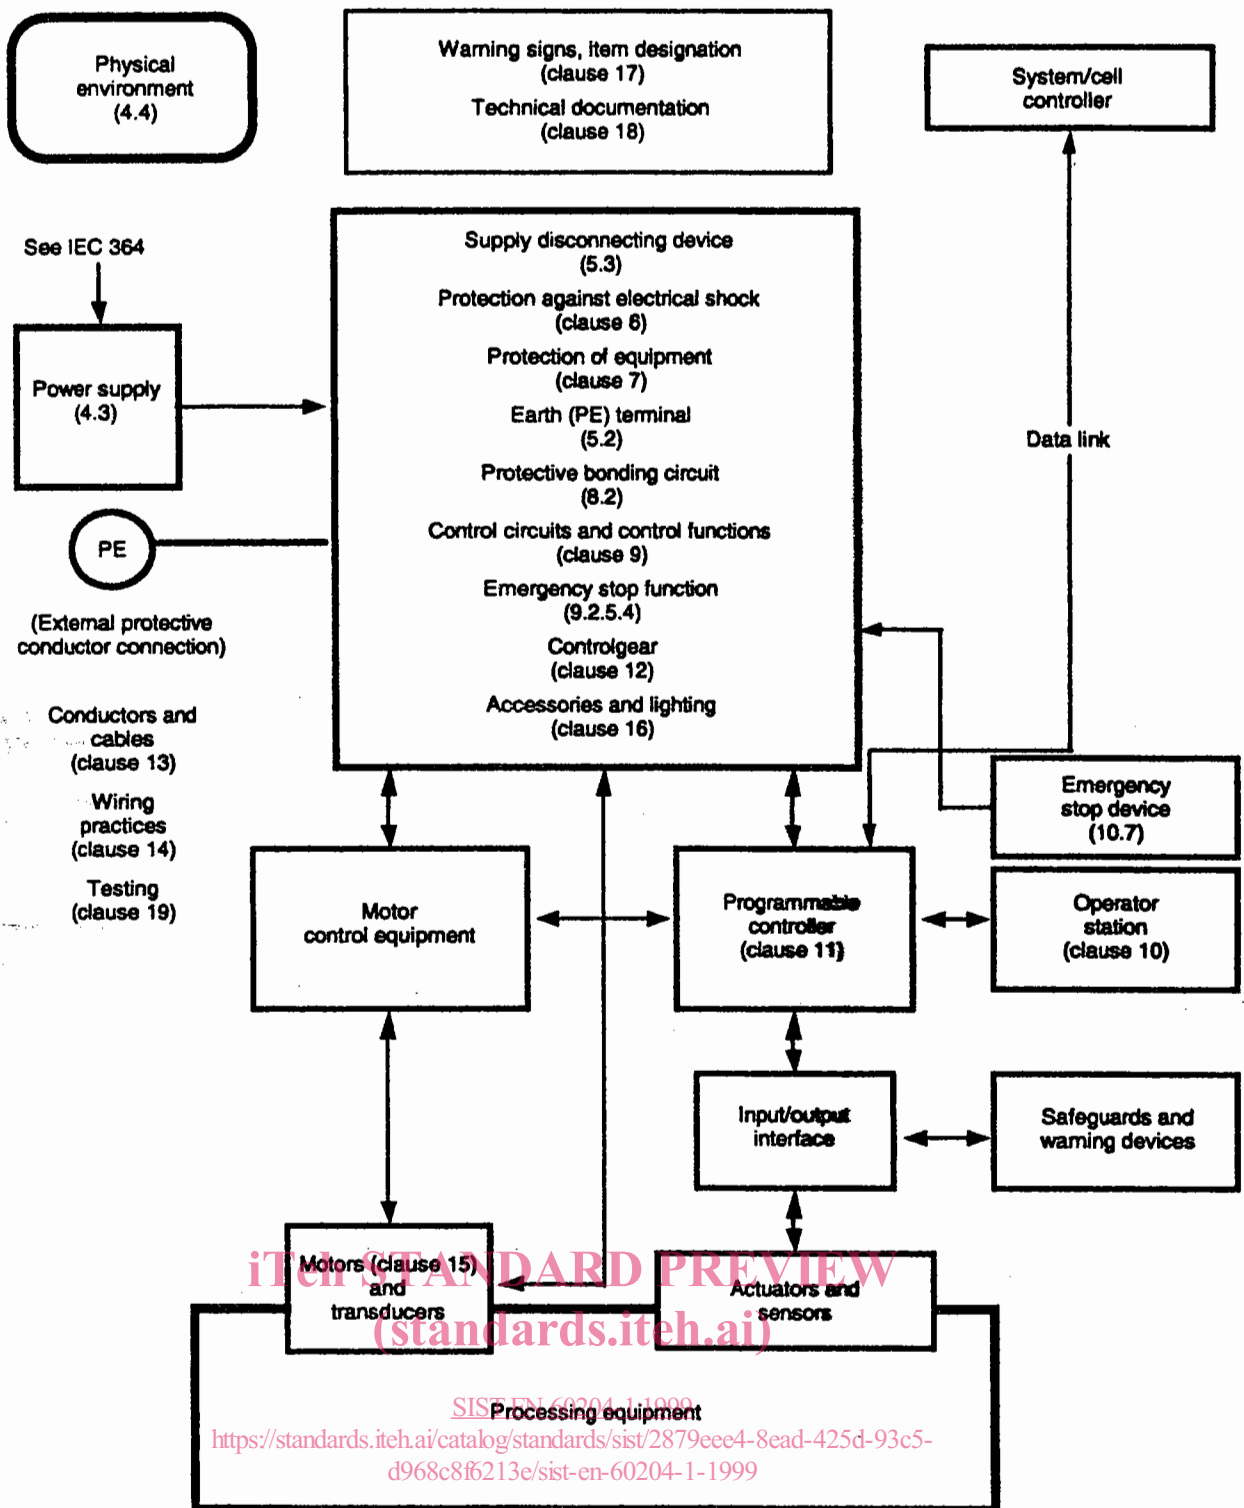 Physical
environment
(4.4)
Warning signs, item designation
(clause 17)
Technical documentation
(clause 18)
System/cell
controller
See IEC 364
Power supply
(4.3)
PE
(External protective
conductor connection)
Conductors and
cables
(clause 13)
Wiring
practices
(clause 14)
Testing
(clause 19)
Supply disconnecting device
(5.3)
Protection against electrical shock
(clause 6)
Protection of equipment
(clause 7)
Earth (PE) terminal
(5.2)
Protective bonding circuit
(8.2)
Control circuits and control functions
(clause 9)
Emergency stop function
(9.2.5.4)
Controlgear
(clause 12)
Accessories and lighting
(clause 16)
Data link
Emergency
stop device
(10.7)
Motor
control equipment
Programmable
controller
(clause 11)
Operator
station
(clause 10)
Input/output
interface
Safeguards and
warning devices
Motors (clause 15)
and
transducers
Actuators and
sensors
iTeh STANDARD PREVIEW
(standards.iteh.ai)
SIST EN 60204-1:1999
Processing equipment
https://standards.iteh.ai/catalog/standards/sist/2879eee4-8ead-425d-93c5-
d968c8f6213e/sist-en-60204-1-1999